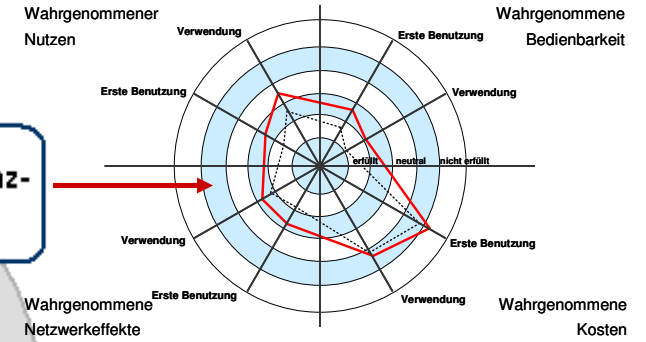 Wahrgenommener
Nutzen
Wahrgenommene
Bedienbarkeit
Verwendung
Erste Benutzung
Erste Benutzung
Verwendung
erfüllt
neutral
nicht erfüllt
z-
Verwendung
Erste Benutzung
Erste Benutzung
Verwendung
Wahrgenommene
Netzwerkeffekte
Wahrgenommene
Kosten